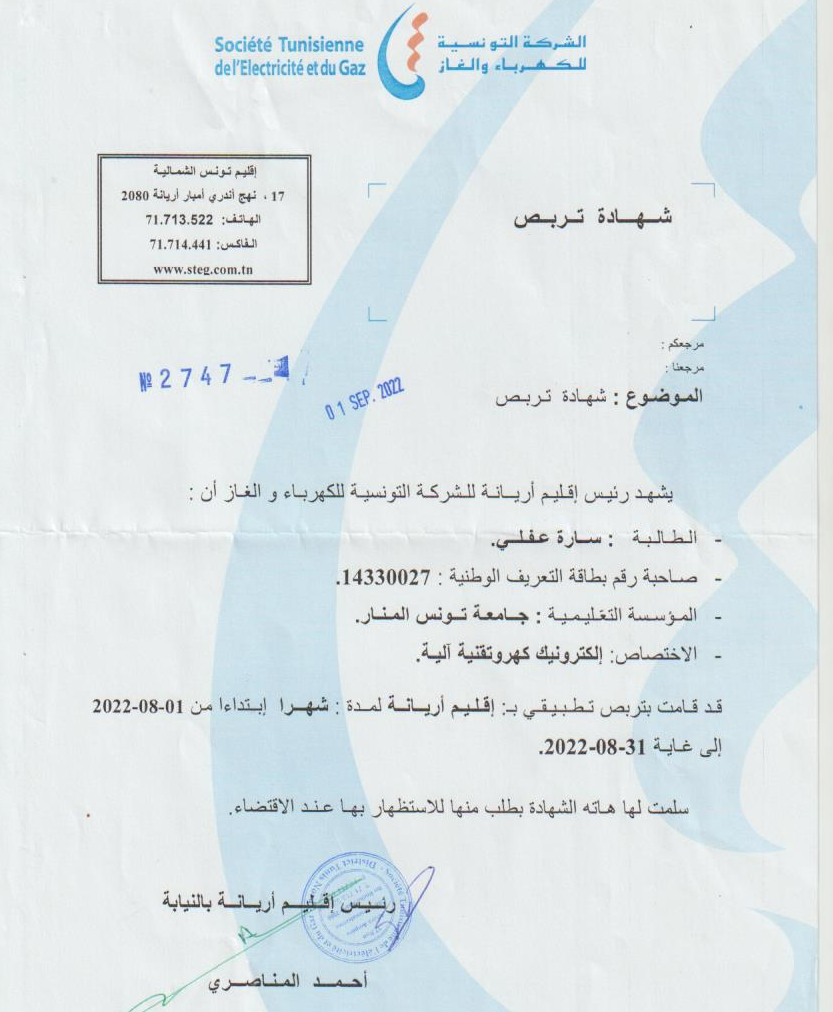 Société Tunisienne
de l'Electricité et du Gaz
الشركة التونسية
للكهرباء والغاز
إقليم تونس الشمالية
17 ، نهج أندري أمبار أريانة 2080
الهاتف: 71.713.522
الفاكس: 71.714.441
www.steg.com.tn
شهادة تربص
مرجعكم :
مرجعنا :
№ 2747
01 SEP. 2022
الموضوع : شهادة تربص
يشهد رئيس إقليم أريانة للشركة التونسية للكهرباء و الغاز أن :
- الطالبة : سارة عفلي.
- صاحبة رقم بطاقة التعريف الوطنية : 14330027.
- المؤسسة التعليمية : جامعة تونس المنار.
- الاختصاص: إلكترونيك كهروتقنية آلية.
قد قامت بتربص تطبيقي بـ: إقليم أريانة لمدة : شهرا إبتداءا من 01-08-2022
إلى غاية 31-08-2022.
سلمت لها هاته الشهادة بطلب منها للاستظهار بها عند الاقتضاء.
رئيس إقليم أريانة بالنيابة
أحمد المناصري